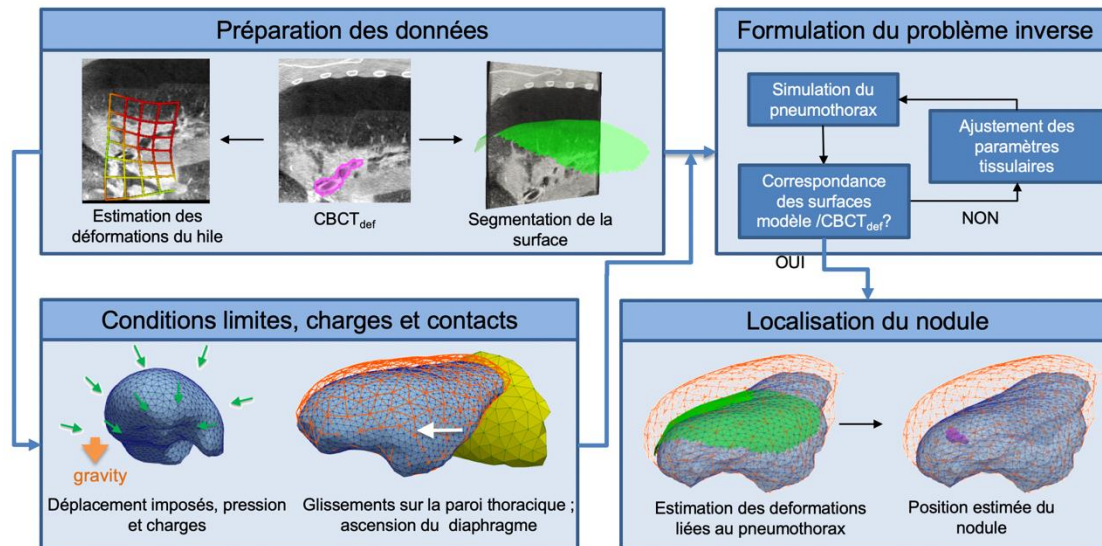 Préparation des données
Estimation des
déformations du hile
CBCTdef
Segmentation de la
surface
Formulation du problème inverse
Simulation du
pneumothorax
Ajustement des
paramètres
tissulaires
Correspondance
des surfaces
modèle /CBCTdef?
NON
OUI
Conditions limites, charges et contacts
gravity
Déplacement imposés, pression
et charges
Glissements sur la paroi thoracique ;
ascension du diaphragme
Localisation du nodule
Estimation des deformations
liées au pneumothorax
Position estimée du
nodule